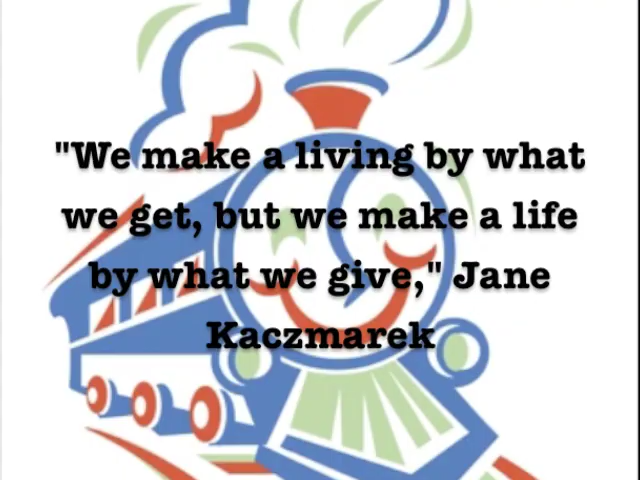 "We make a living by what
we get, but we make a life
by what we give," Jane
Kaczmarek